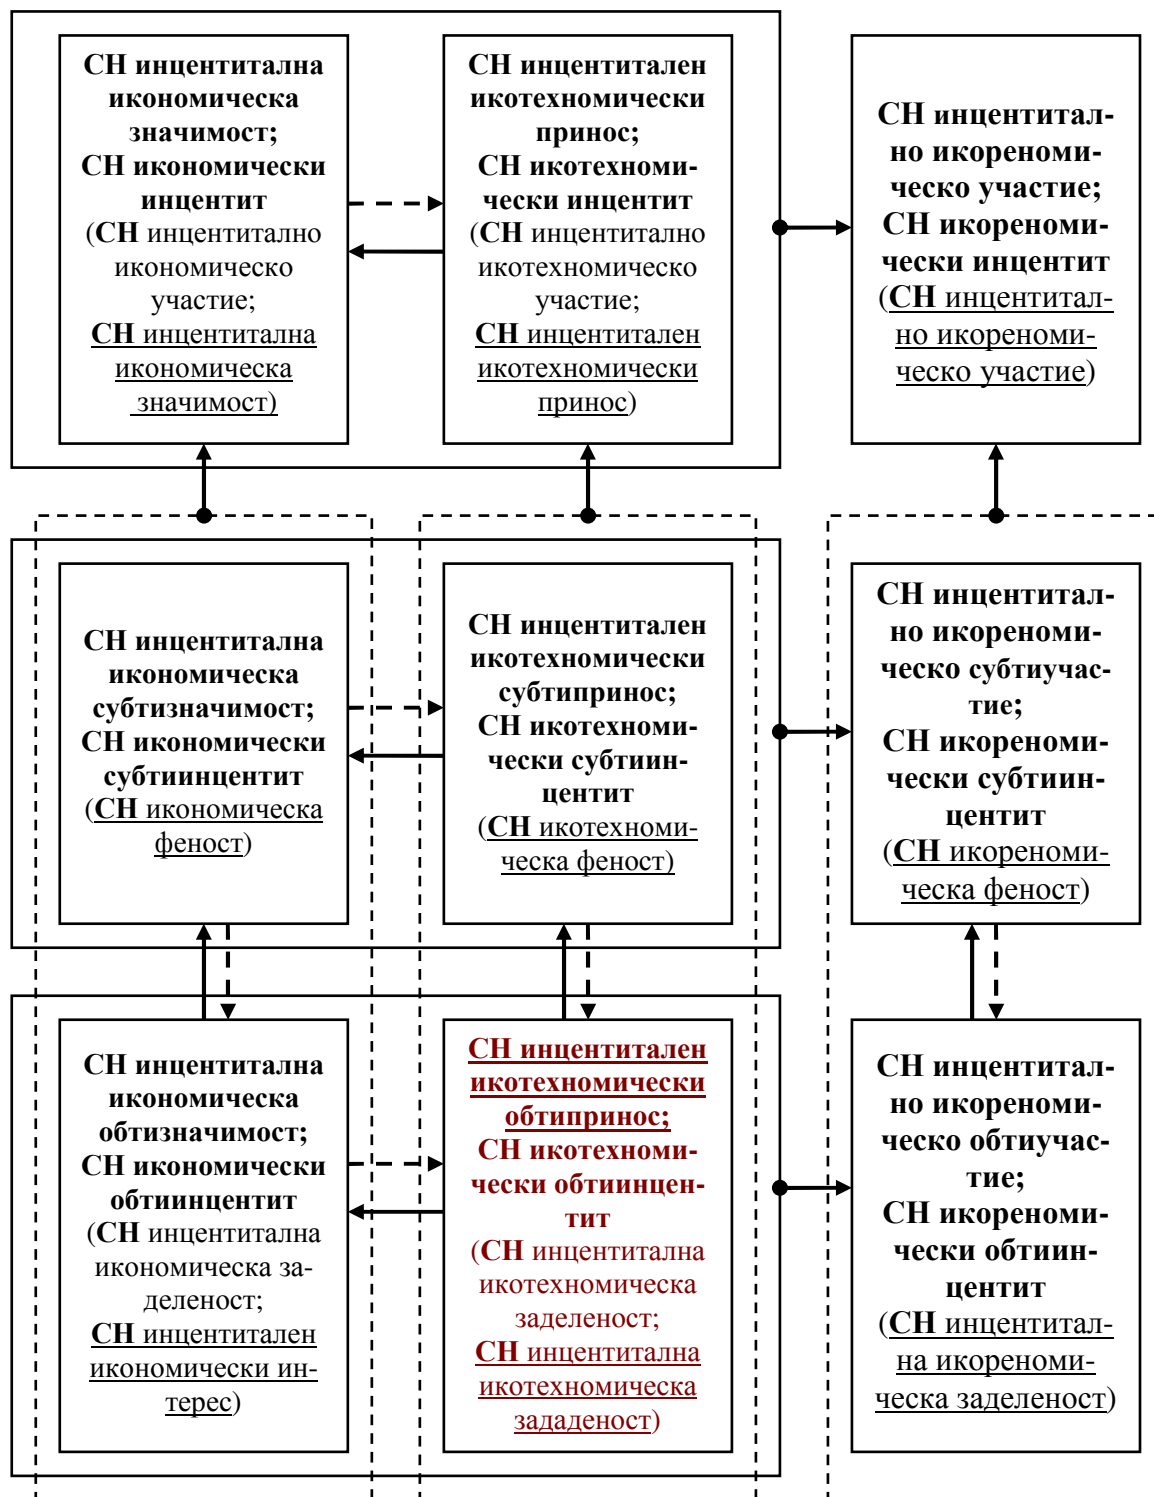 СН инцентитална
икономическа
значимост;
СН икономически
инцентит
(СН инцентитално
икономическо
участие;
СН инцентитална
икономическа
значимост)
СН инцентитален
икотехномически
принос;
СН икотехноми-
чески инцентит
(СН инцентитално
икотехномическо
участие;
СН инцентитален
икотехномически
принос)
СН инцентитал-
но икореноми-
ческо участие;
СН икореноми-
чески инцентит
(СН инцентитал-
но икореноми-
ческо участие)
СН инцентитална
икономическа
субтизначимост;
СН икономически
субтиинцентит
(СН икономическа
феност)
СН инцентитален
икотехномически
субтипринос;
СН икотехноми-
чески субтиин-
центит
(СН икотехноми-
ческа феност)
СН инцентитал-
но икореноми-
ческо субтиучас-
тие;
СН икореноми-
чески субтиин-
центит
(СН икореноми-
ческа феност)
СН инцентитална
икономическа
обтизначимост;
СН икономически
обтиинцентит
(СН инцентитална
икономическа за-
деленост;
СН инцентитален
икономически ин-
терес)
СН инцентитален
икотехномически
обтипринос;
СН икотехноми-
чески обтиинцен-
тит
(СН инцентитална
икотехномическа
заделеност;
СН инцентитална
икотехномическа
зададеност)
СН инцентитал-
но икореноми-
ческо обтиучас-
тие;
СН икореноми-
чески обтиин-
центит
(СН инцентитал-
на икореноми-
ческа заделеност)